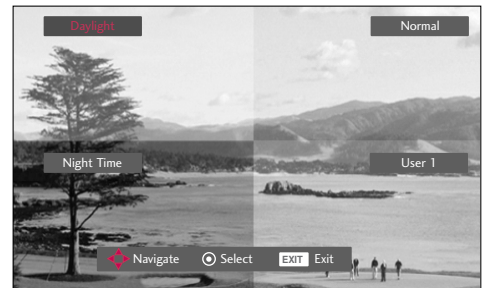 Daylight
Normal
Night Time
User 1
Navigate
Select
EXIT Exit